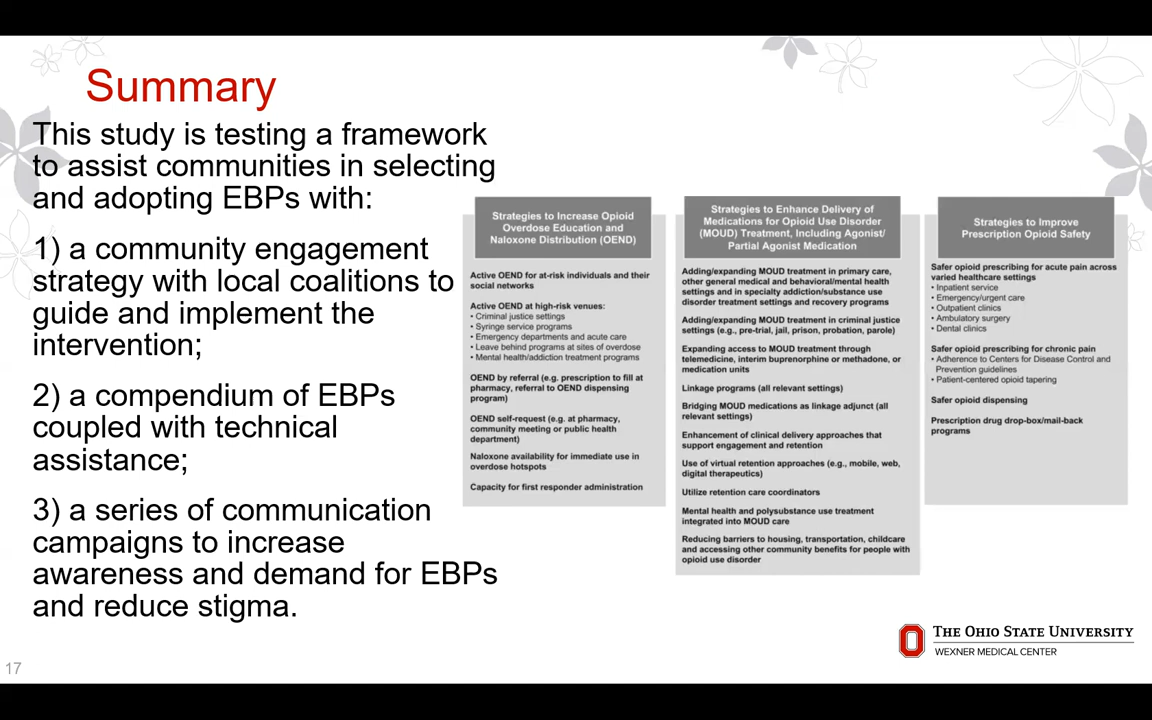 Summary
This study is testing a framework
to assist communities in selecting
and adopting EBPs with:
1) a community engagement
strategy with local coalitions to
guide and implement the
intervention;
2) a compendium of EBPs
coupled with technical
assistance;
3) a series of communication
campaigns to increase
awareness and demand for EBPs
and reduce stigma.
Strategies to Increase Opioid
Overdose Education and
Naloxone Distribution (OEND)
Active OEND for at-risk individuals and their
social networks
Active OEND at high-risk venues:
• Criminal justice settings
• Syringe service programs
• Emergency departments and acute care
• Leave behind programs at sites of overdose
• Mental health/addiction treatment programs
OEND by referral (e.g. prescription to fill at
pharmacy, referral to OEND dispensing
program)
OEND self-request (e.g. at pharmacy,
community meeting or public health
department)
Naloxone availability for immediate use in
overdose hotspots
Capacity for first responder administration
Strategies to Enhance Delivery of
Medications for Opioid Use Disorder
(MOUD) Treatment, Including Agonist/
Partial Agonist Medication
Adding/expanding MOUD treatment in primary care,
other general medical and behavioral/mental health
settings and in specialty addiction/substance use
disorder treatment settings and recovery programs
Adding/expanding MOUD treatment in criminal justice
settings (e.g., pre-trial, jail, prison, probation, parole)
Expanding access to MOUD treatment through
telemedicine, interim buprenorphine or methadone, or
medication units
Linkage programs (all relevant settings)
Bridging MOUD medications as linkage adjunct (all
relevant settings)
Enhancement of clinical delivery approaches that
support engagement and retention
Use of virtual retention approaches (e.g., mobile, web,
digital therapeutics)
Utilize retention care coordinators
Mental health and polysubstance use treatment
integrated into MOUD care
Reducing barriers to housing, transportation, childcare
and accessing other community benefits for people with
opioid use disorder
Strategies to Improve
Prescription Opioid Safety
Safer opioid prescribing for acute pain across
varied healthcare settings
• Inpatient service
• Emergency/urgent care
• Outpatient clinics
• Ambulatory surgery
• Dental clinics
Safer opioid prescribing for chronic pain
• Adherence to Centers for Disease Control and
Prevention guidelines
• Patient-centered opioid tapering
Safer opioid dispensing
Prescription drug drop-box/mail-back
programs
THE OHIO STATE UNIVERSITY
WEXNER MEDICAL CENTER
17